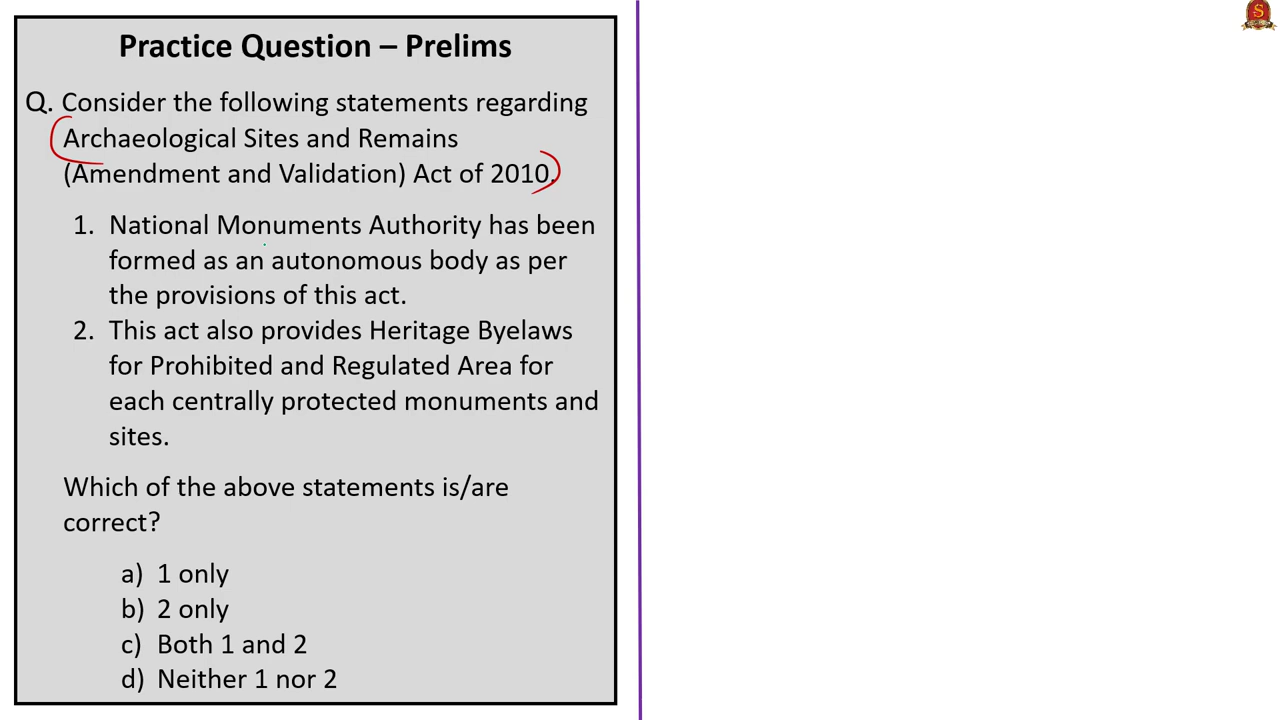 Practice Question – Prelims
Q. Consider the following statements regarding
Archaeological Sites and Remains
(Amendment and Validation) Act of 2010.
1. National Monuments Authority has been
formed as an autonomous body as per
the provisions of this act.
2. This act also provides Heritage Byelaws
for Prohibited and Regulated Area for
each centrally protected monuments and
sites.
Which of the above statements is/are
correct?
a) 1 only
b) 2 only
c) Both 1 and 2
d) Neither 1 nor 2
S